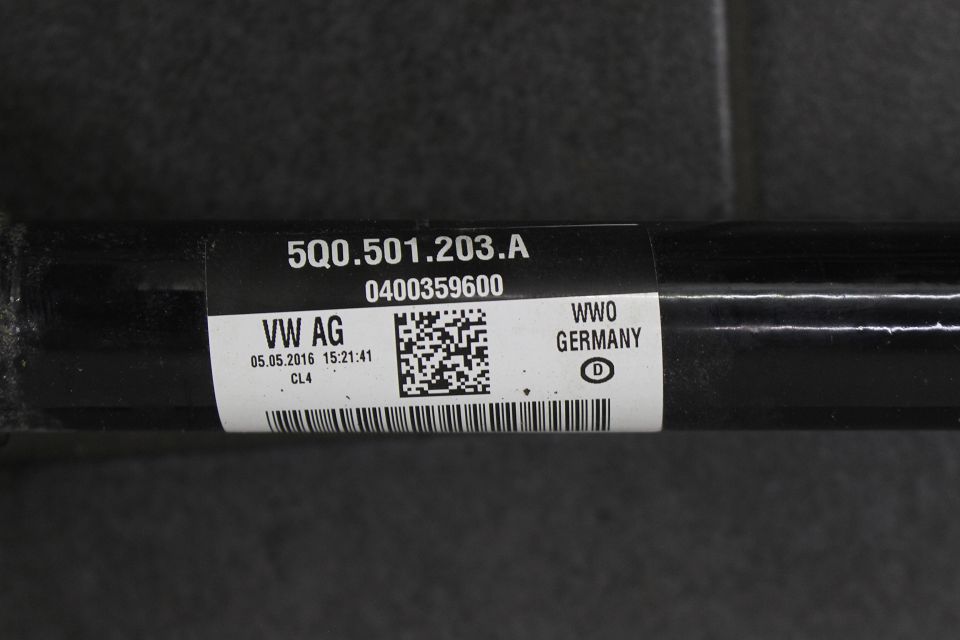 5Q0.501.203.A
0400359600
VW AG
05.05.2016 15:21:41
CL4
WWO
GERMANY
D